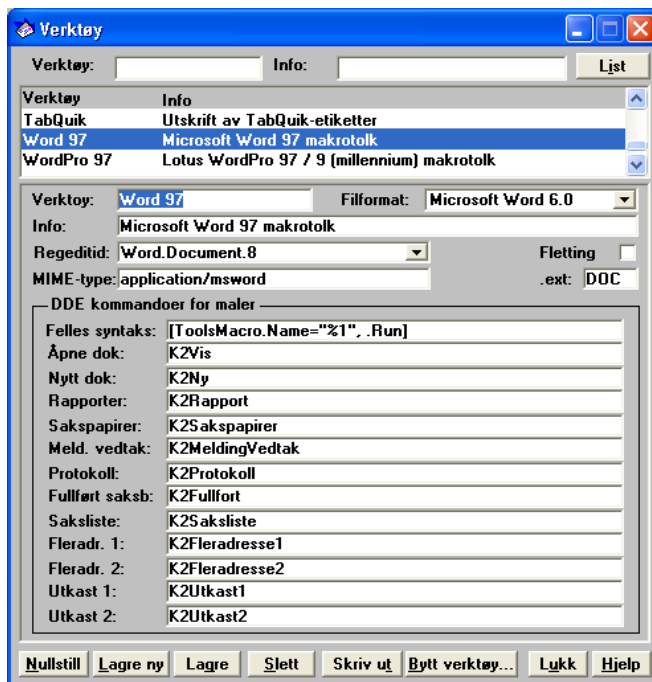 Verktøy
Verktøy: Info: List
Verktøy Info
TabQuik Utskrift av TabQuik-etiketter
Word 97 Microsoft Word 97 makrotolk
WordPro 97 Lotus WordPro 97 / 9 (millennium) makrotolk
Verktoy: Word 97 Filformat: Microsoft Word 6.0
Info: Microsoft Word 97 makrotolk
Regeditid: Word.Document.8 Fletting
MIME-type: application/msword .ext: DOC
DDE kommandoer for maler
Felles syntaks: [ToolsMacro.Name="%1", .Run]
Åpne dok: K2Vis
Nytt dok: K2Ny
Rapporter: K2Rapport
Sakspapirer: K2Sakspapirer
Meld. vedtak: K2MeldingVedtak
Protokoll: K2Protokoll
Fullført saksb: K2Fullfort
Saksliste: K2Saksliste
Fleradr. 1: K2Fleradresse1
Fleradr. 2: K2Fleradresse2
Utkast 1: K2Utkast1
Utkast 2: K2Utkast2
Nullstill Lagre ny Lagre Slett Skriv ut Bytt verktøy... Lukk Hjelp